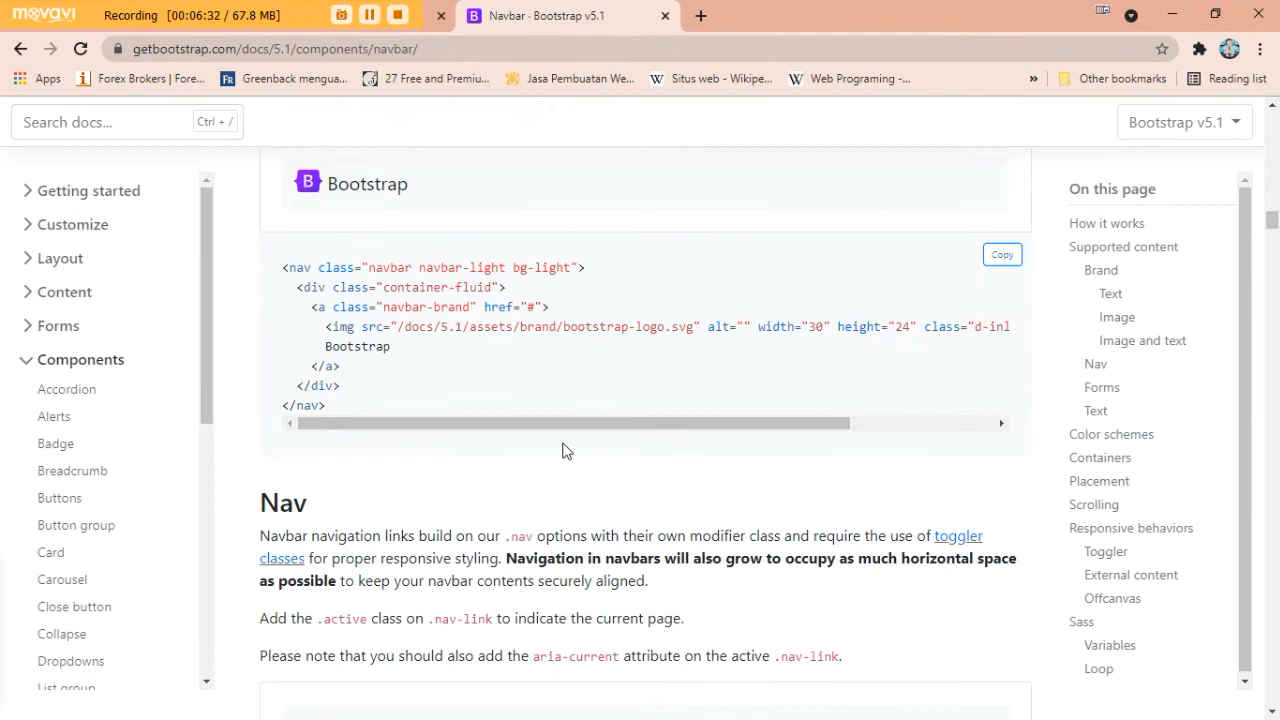 movavi Recording (00:06:32 / 67.8 MB)
Navbar · Bootstrap v5.1
getbootstrap.com/docs/5.1/components/navbar/
Apps
Forex Brokers | Fore...
Greenback mengua...
27 Free and Premiu...
Jasa Pembuatan We...
Situs web - Wikipe...
Web Programing -...
»
Other bookmarks
Reading list
Search docs...
Ctrl + /
Bootstrap v5.1
Getting started
Customize
Layout
Content
Forms
Components
Accordion
Alerts
Badge
Breadcrumb
Buttons
Button group
Card
Carousel
Close button
Collapse
Dropdowns
List group
B Bootstrap
Copy
<nav class="navbar navbar-light bg-light">
<div class="container-fluid">
<a class="navbar-brand" href="#">
<img src="/docs/5.1/assets/brand/bootstrap-logo.svg" alt="" width="30" height="24" class="d-inl
Bootstrap
</a>
</div>
</nav>
Nav
Navbar navigation links build on our .nav options with their own modifier class and require the use of toggler
classes for proper responsive styling. Navigation in navbars will also grow to occupy as much horizontal space
as possible to keep your navbar contents securely aligned.
Add the .active class on .nav-link to indicate the current page.
Please note that you should also add the aria-current attribute on the active .nav-link.
On this page
How it works
Supported content
Brand
Text
Image
Image and text
Nav
Forms
Text
Color schemes
Containers
Placement
Scrolling
Responsive behaviors
Toggler
External content
Offcanvas
Sass
Variables
Loop